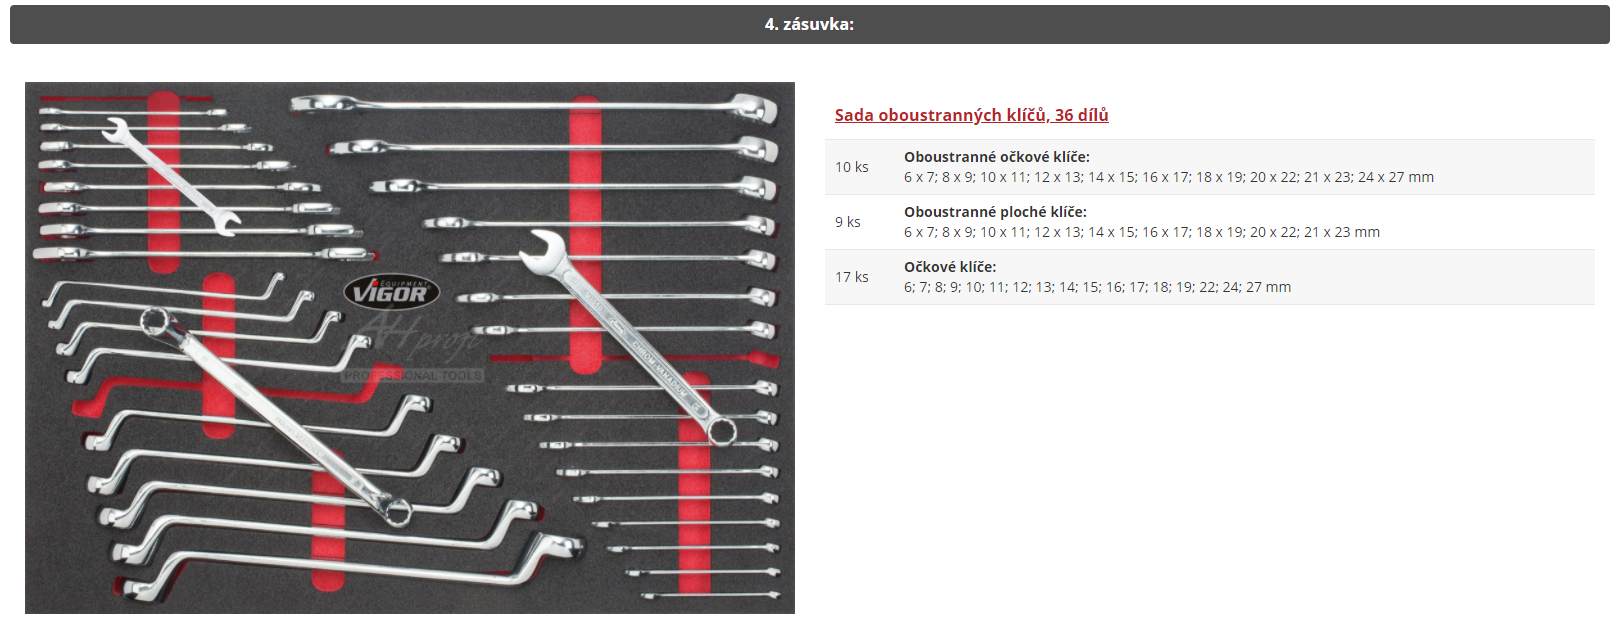 4. zásuvka:
EQUIPMENT
VIGOR
AH profi
PROFESSIONAL TOOLS
CHROM-VANADIUM
Sada oboustranných klíčů, 36 dílů
10 ks
Oboustranné očkové klíče:
6 x 7; 8 x 9; 10 x 11; 12 x 13; 14 x 15; 16 x 17; 18 x 19; 20 x 22; 21 x 23; 24 x 27 mm
9 ks
Oboustranné ploché klíče:
6 x 7; 8 x 9; 10 x 11; 12 x 13; 14 x 15; 16 x 17; 18 x 19; 20 x 22; 21 x 23 mm
17 ks
Očkové klíče:
6; 7; 8; 9; 10; 11; 12; 13; 14; 15; 16; 17; 18; 19; 22; 24; 27 mm